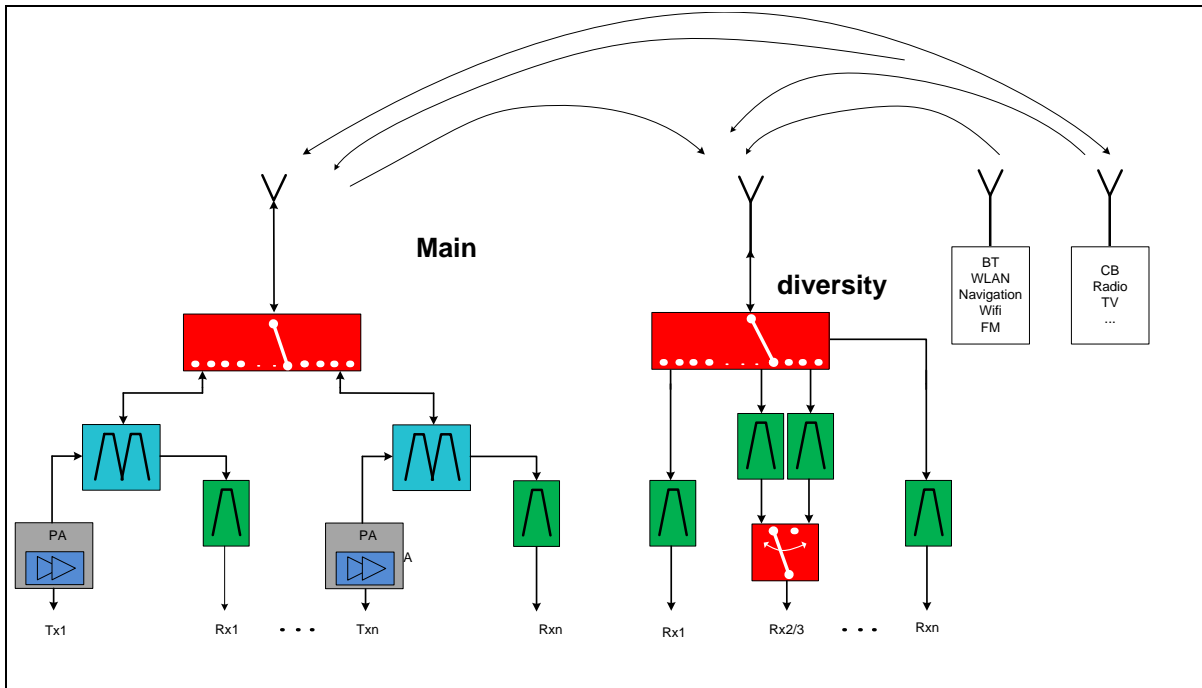 Main
diversity
BT
WLAN
Navigation
Wifi
FM
CB
Radio
TV
...
PA
PA
A
Tx1
Rx1
...
Txn
Rxn
Rx1
Rx2/3
...
Rxn